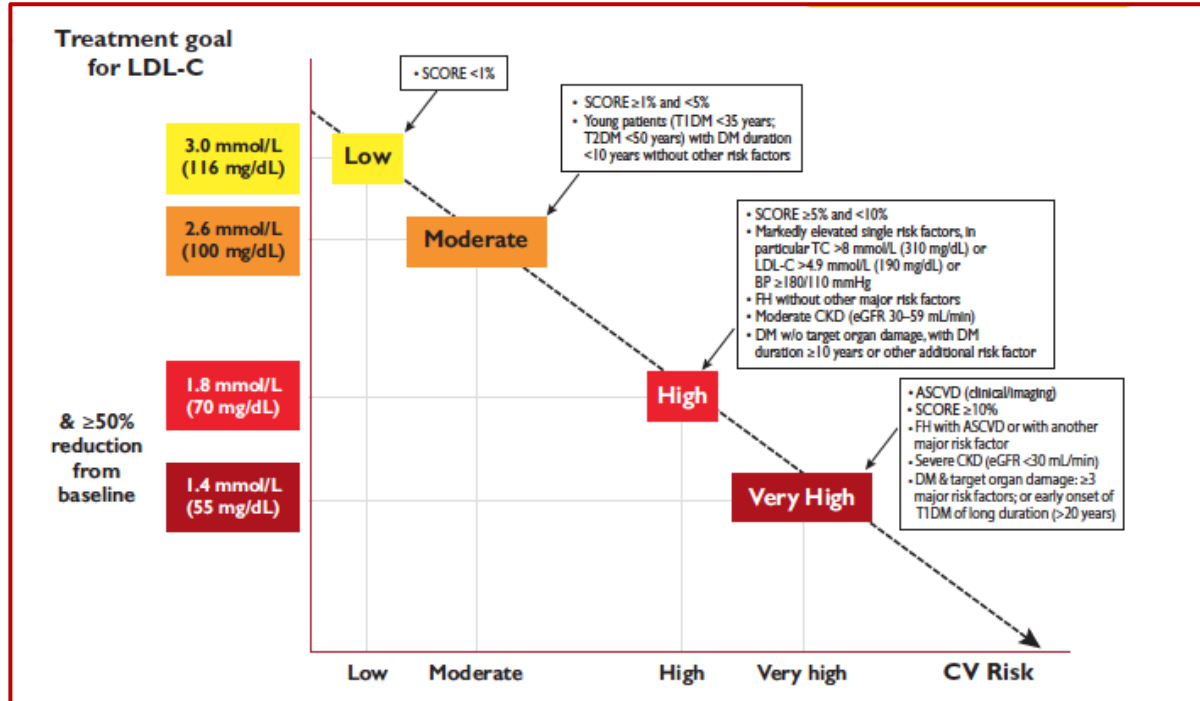 Treatment goal
for LDL-C
• SCORE <1%
• SCORE ≥1% and <5%
• Young patients (T1DM <35 years;
T2DM <50 years) with DM duration
<10 years without other risk factors
3.0 mmol/L
(116 mg/dL)
Low
2.6 mmol/L
(100 mg/dL)
Moderate
• SCORE ≥5% and <10%
• Markedly elevated single risk factors, in
particular TC >8 mmol/L (310 mg/dL) or
LDL-C >4.9 mmol/L (190 mg/dL) or
BP ≥180/110 mmHg
• FH without other major risk factors
• Moderate CKD (eGFR 30–59 mL/min)
• DM w/o target organ damage, with DM
duration ≥10 years or other additional risk factor
1.8 mmol/L
(70 mg/dL)
High
& ≥50%
reduction
from
baseline
• ASCVD (clinical/imaging)
• SCORE ≥10%
• FH with ASCVD or with another
major risk factor
• Severe CKD (eGFR <30 mL/min)
• DM & target organ damage: ≥3
major risk factors; or early onset of
T1DM of long duration (>20 years)
1.4 mmol/L
(55 mg/dL)
Very High
Low
Moderate
High
Very high
CV Risk